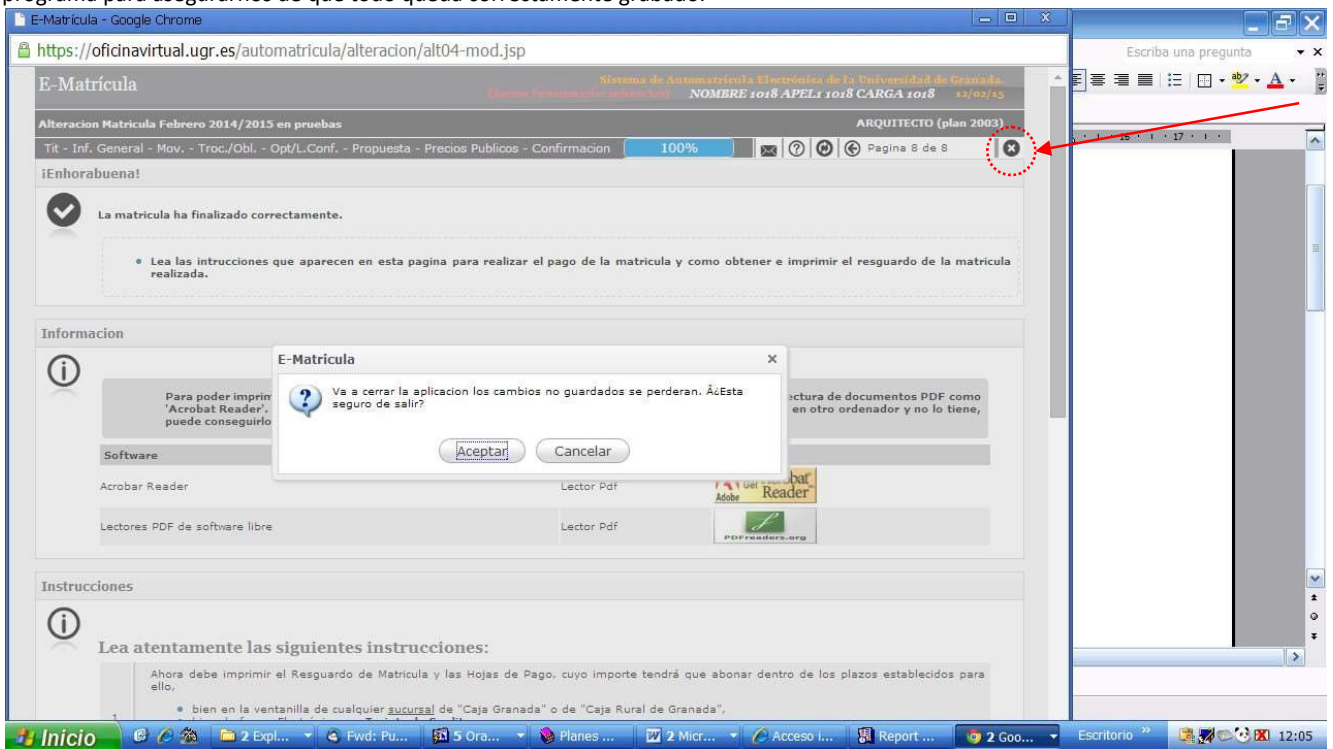 programa para asegurarnos de que todo queda correctamente grabado.
E-Matrícula - Google Chrome
https://oficinavirtual.ugr.es/automatricula/alteracion/alt04-mod.jsp
Escriba una pregunta
E-Matrícula
Sistema de Automatrícula Electrónica de la Universidad de Granada.
NOMBRE 1018 APEL1 1018 CARGA 1018 12/02/15
Alteracion Matricula Febrero 2014/2015 en pruebas
ARQUITECTO (plan 2003)
Tit - Inf. General - Mov. - Troc./Obl. - Opt/L.Conf. - Propuesta - Precios Publicos - Confirmacion 100% Pagina 8 de 8
15 17
¡Enhorabuena!
La matricula ha finalizado correctamente.
Lea las intrucciones que aparecen en esta pagina para realizar el pago de la matricula y como obtener e imprimir el resguardo de la matricula
realizada.
Informacion
E-Matricula
Va a cerrar la aplicacion los cambios no guardados se perderan. Â¿Esta
seguro de salir?
Aceptar Cancelar
Para poder imprim
ectura de documentos PDF como
'Acrobat Reader'.
en otro ordenador y no lo tiene,
puede conseguirlo
Software
Acrobar Reader Lector Pdf Adobe Reader
Lectores PDF de software libre Lector Pdf PDFreaders.org
Instrucciones
Lea atentamente las siguientes instrucciones:
Ahora debe imprimir el Resguardo de Matricula y las Hojas de Pago, cuyo importe tendrá que abonar dentro de los plazos establecidos para
ello,
1
bien en la ventanilla de cualquier sucursal de "Caja Granada" o de "Caja Rural de Granada",
Inicio 2 Expl... Fwd: Pu... 5 Ora... Planes ... 2 Micr... Acceso i... Report ... 2 Goo... Escritorio 12:05